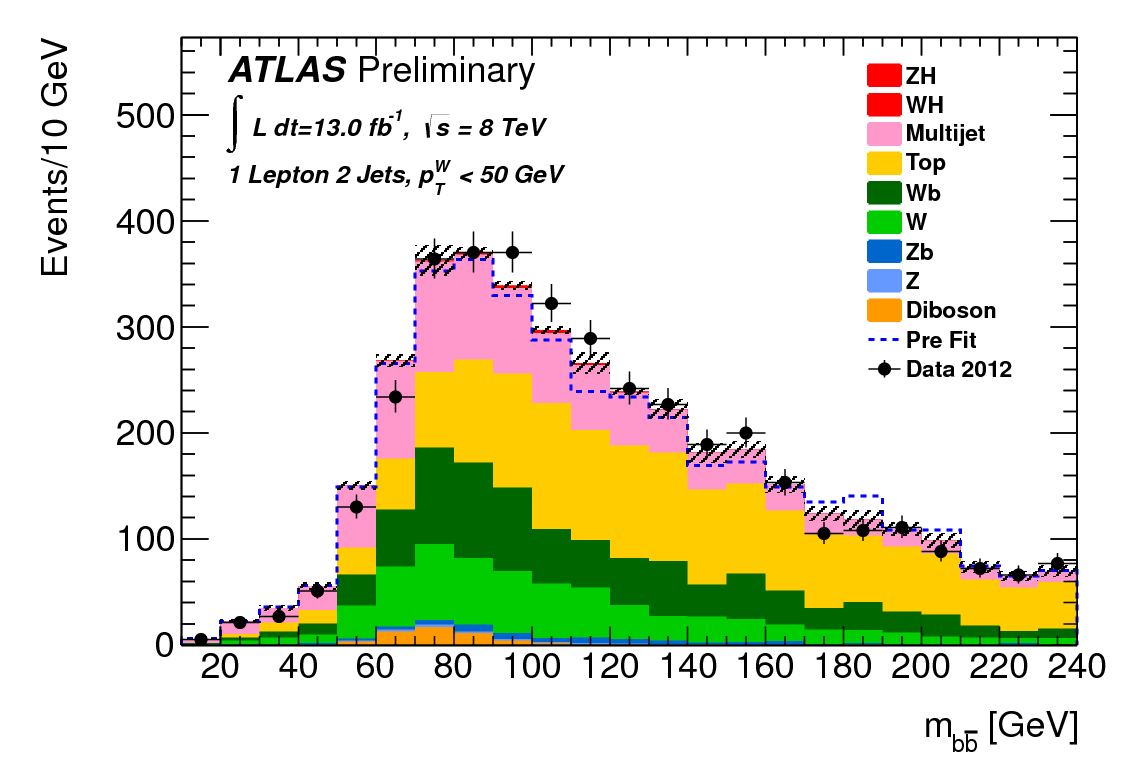 Events/10 GeV
ATLAS Preliminary
∫ L dt=13.0 fb⁻¹, √s = 8 TeV
1 Lepton 2 Jets, p_T^W < 50 GeV
ZH
WH
Multijet
Top
Wb
W
Zb
Z
Diboson
Pre Fit
Data 2012
500
400
300
200
100
0
20 40 60 80 100 120 140 160 180 200 220 240
m_bb̅ [GeV]